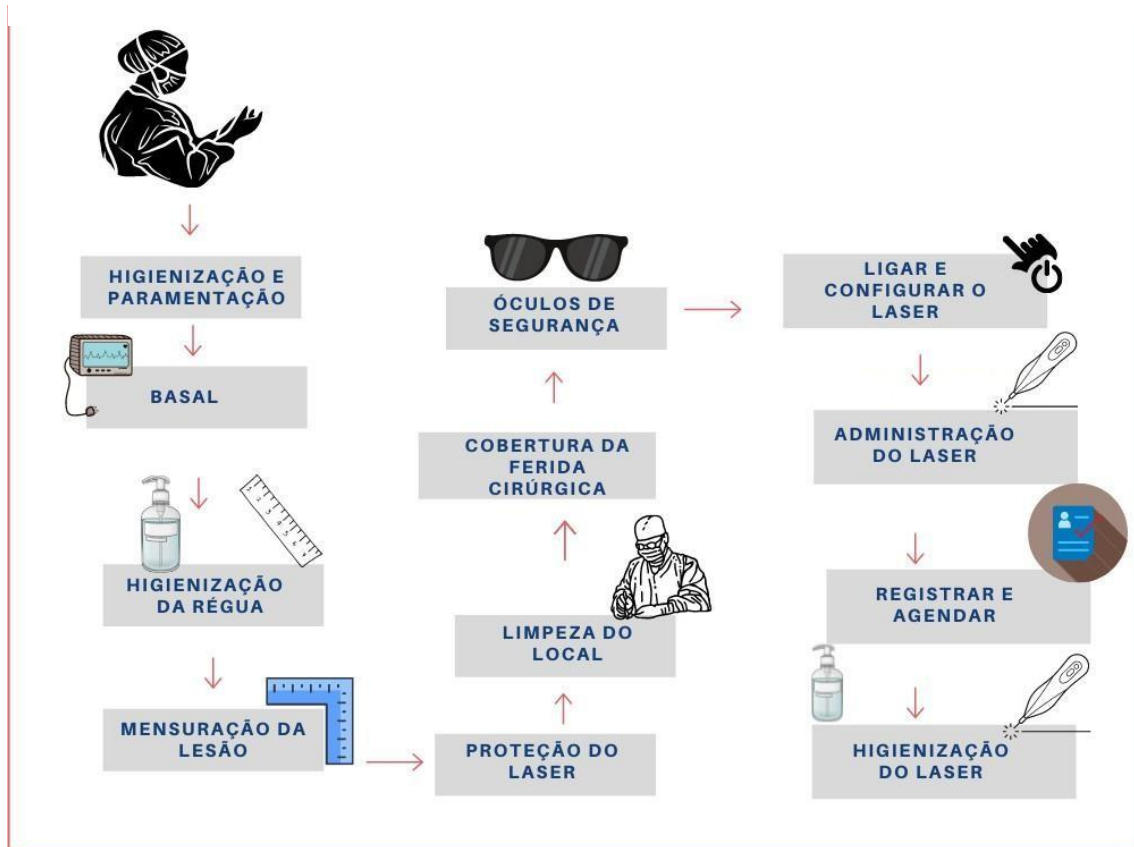 HIGIENIZAÇÃO E
PARAMENTAÇÃO
BASAL
HIGIENIZAÇÃO
DA RÉGUA
MENSURAÇÃO DA
LESÃO
PROTEÇÃO DO
LASER
LIMPEZA DO
LOCAL
COBERTURA DA
FERIDA
CIRÚRGICA
ÓCULOS DE
SEGURANÇA
LIGAR E
CONFIGURAR O
LASER
ADMINISTRAÇÃO
DO LASER
REGISTRAR E
AGENDAR
HIGIENIZAÇÃO
DO LASER